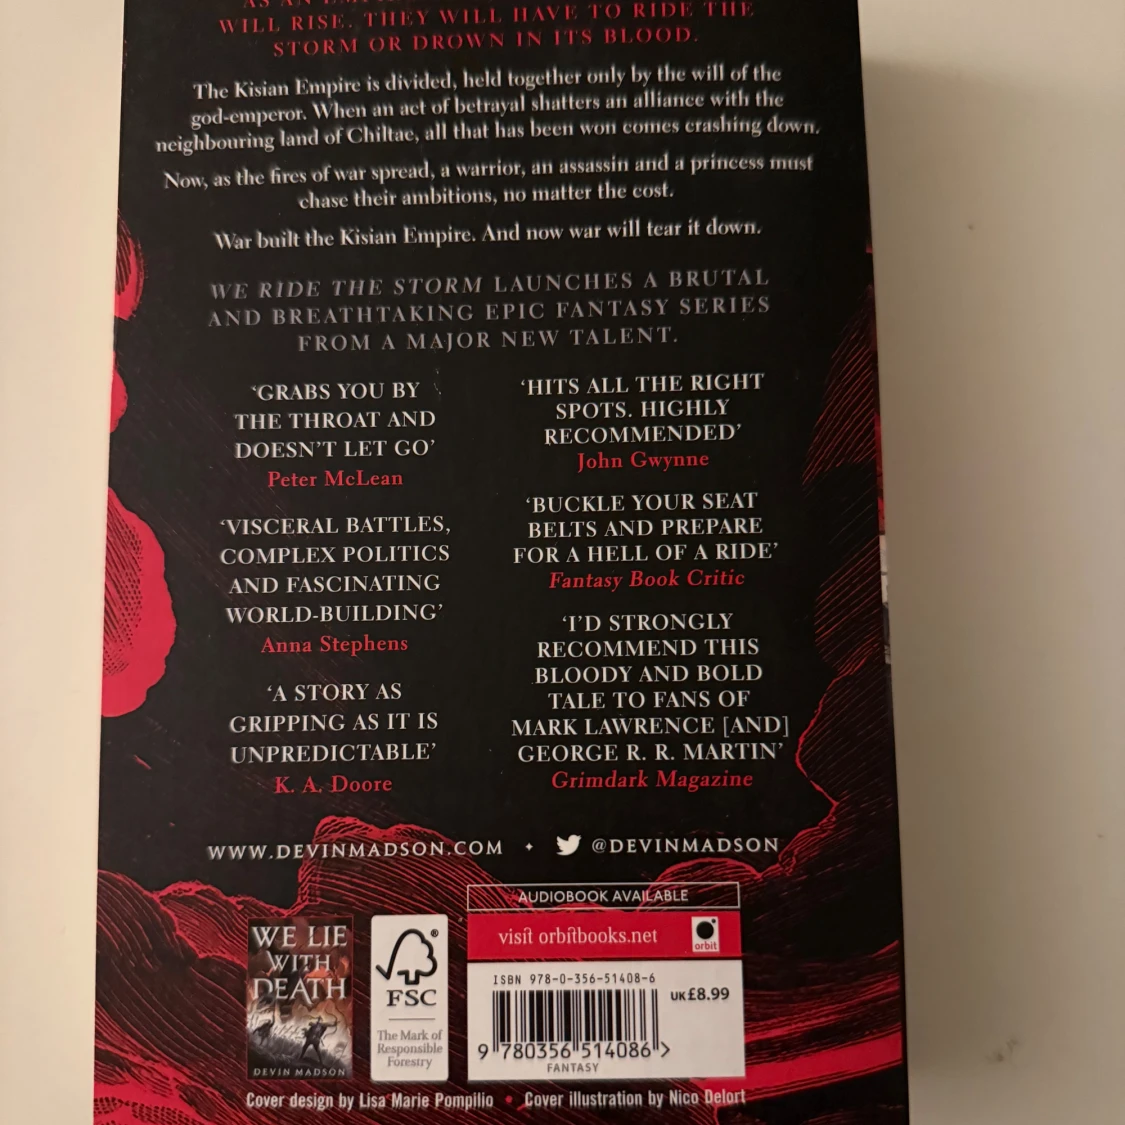 AS AN EMPIRE
WILL RISE. THEY WILL HAVE TO RIDE THE
STORM OR DROWN IN ITS BLOOD.
The Kisian Empire is divided, held together only by the will of the
god-emperor. When an act of betrayal shatters an alliance with the
neighbouring land of Chiltae, all that has been won comes crashing down.
Now, as the fires of war spread, a warrior, an assassin and a princess must
chase their ambitions, no matter the cost.
War built the Kisian Empire. And now war will tear it down.
WE RIDE THE STORM LAUNCHES A BRUTAL
AND BREATHTAKING EPIC FANTASY SERIES
FROM A MAJOR NEW TALENT.
‘GRABS YOU BY
THE THROAT AND
DOESN’T LET GO’
Peter McLean
‘VISCERAL BATTLES,
COMPLEX POLITICS
AND FASCINATING
WORLD-BUILDING’
Anna Stephens
‘A STORY AS
GRIPPING AS IT IS
UNPREDICTABLE’
K. A. Doore
‘HITS ALL THE RIGHT
SPOTS. HIGHLY
RECOMMENDED’
John Gwynne
‘BUCKLE YOUR SEAT
BELTS AND PREPARE
FOR A HELL OF A RIDE’
Fantasy Book Critic
‘I’D STRONGLY
RECOMMEND THIS
BLOODY AND BOLD
TALE TO FANS OF
MARK LAWRENCE [AND]
GEORGE R. R. MARTIN’
Grimdark Magazine
WWW.DEVINMADSON.COM • @DEVINMADSON
WE LIE
WITH
DEATH
DEVIN MADSON
®
FSC
The Mark of
Responsible
Forestry
AUDIOBOOK AVAILABLE
visit orbitbooks.net
orbit
ISBN 978-0-356-51408-6
UK£8.99
9 780356 514086 >
FANTASY
Cover design by Lisa Marie Pompilio • Cover illustration by Nico Delort